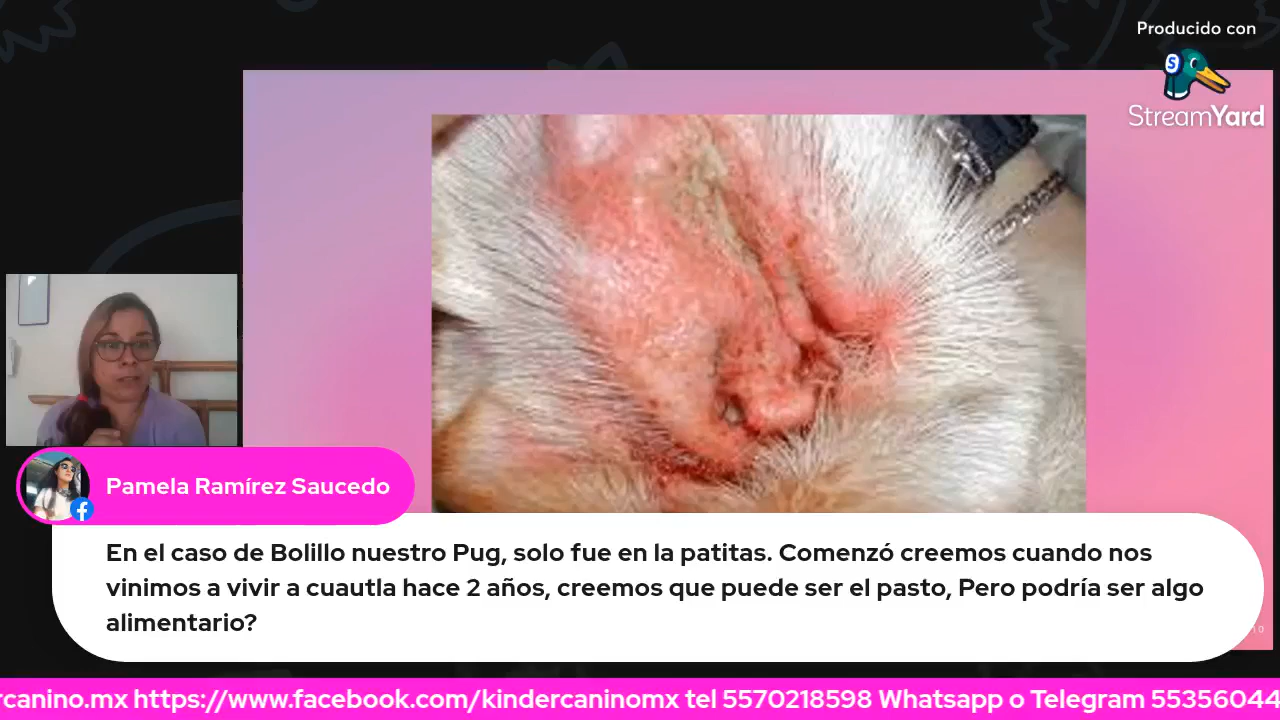 Producido con
StreamYard
Pamela Ramírez Saucedo
En el caso de Bolillo nuestro Pug, solo fue en la patitas. Comenzó creemos cuando nos
vinimos a vivir a cuautla hace 2 años, creemos que puede ser el pasto, Pero podría ser algo
alimentario?
rcanino.mx https://www.facebook.com/kindercaninomx tel 5570218598 Whatsapp o Telegram 55356044